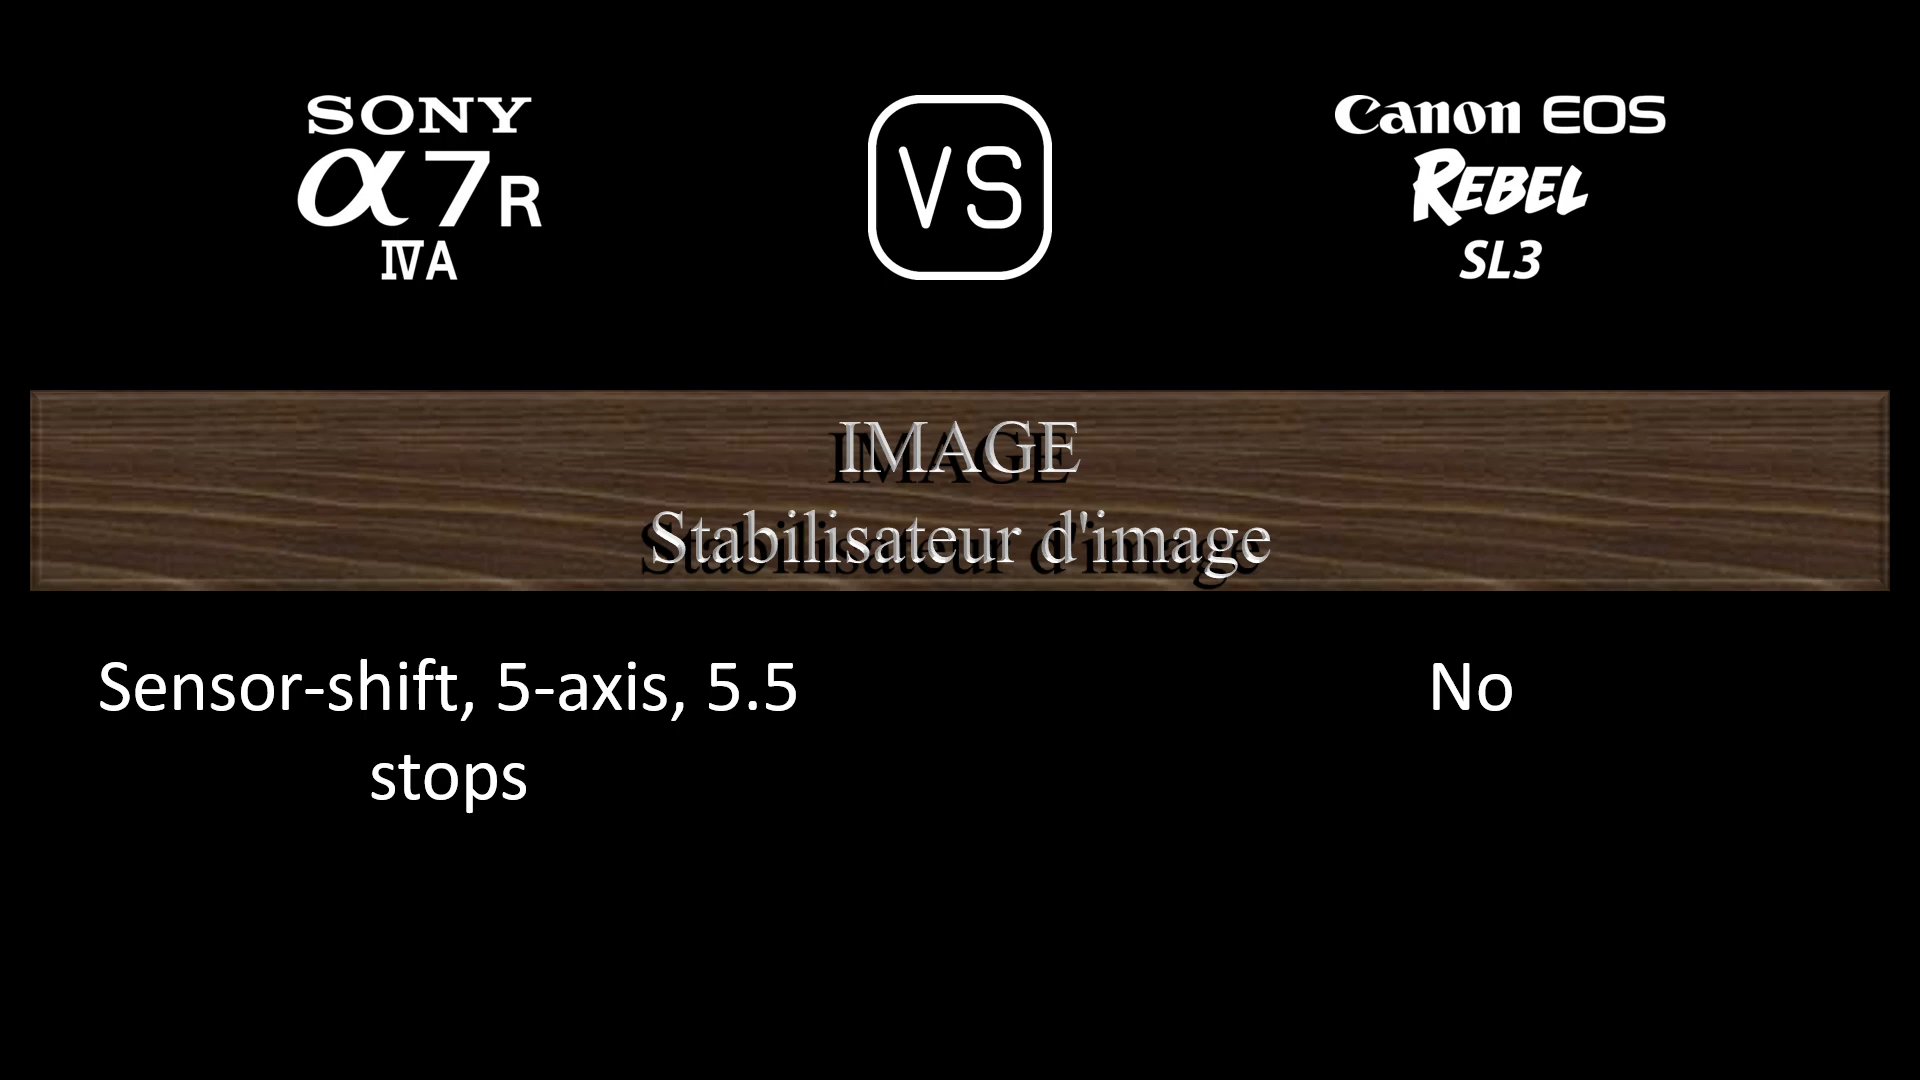 SONY
α7R
IVA
VS
Canon EOS
REBEL
SL3
IMAGE
Stabilisateur d'image
Sensor-shift, 5-axis, 5.5
stops
No